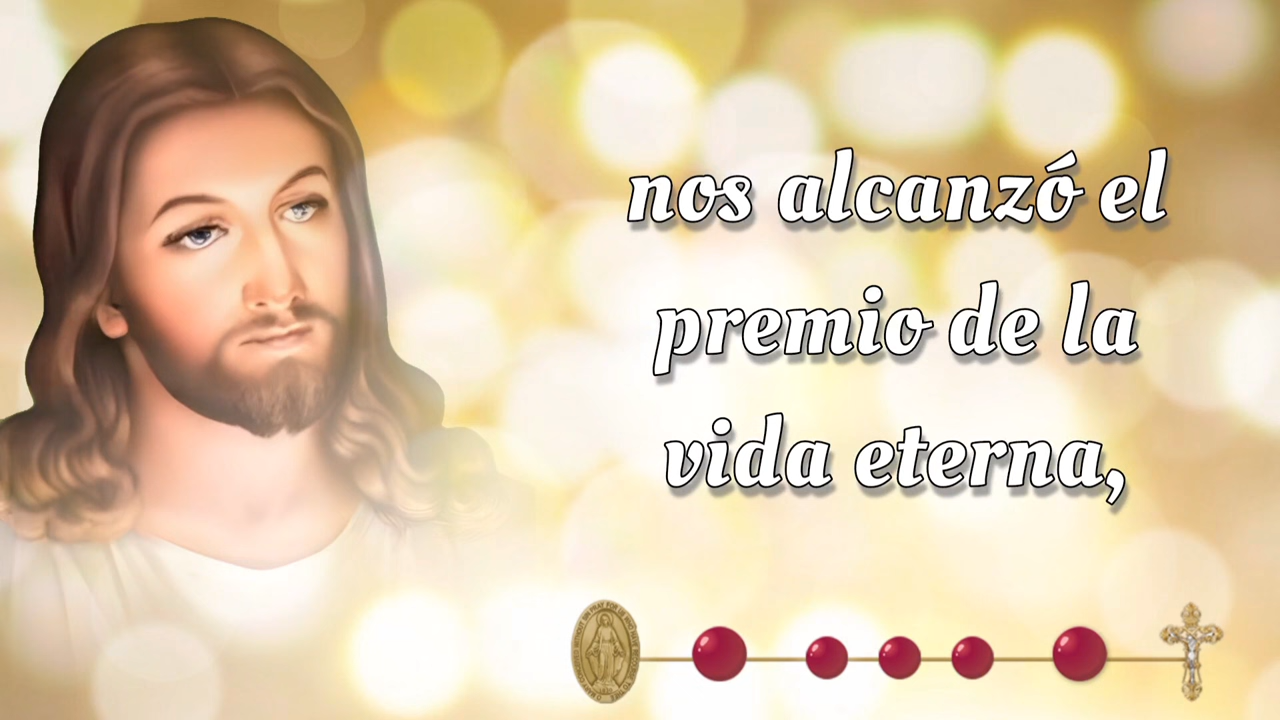 nos alcanzó el
premio de la
vida eterna,